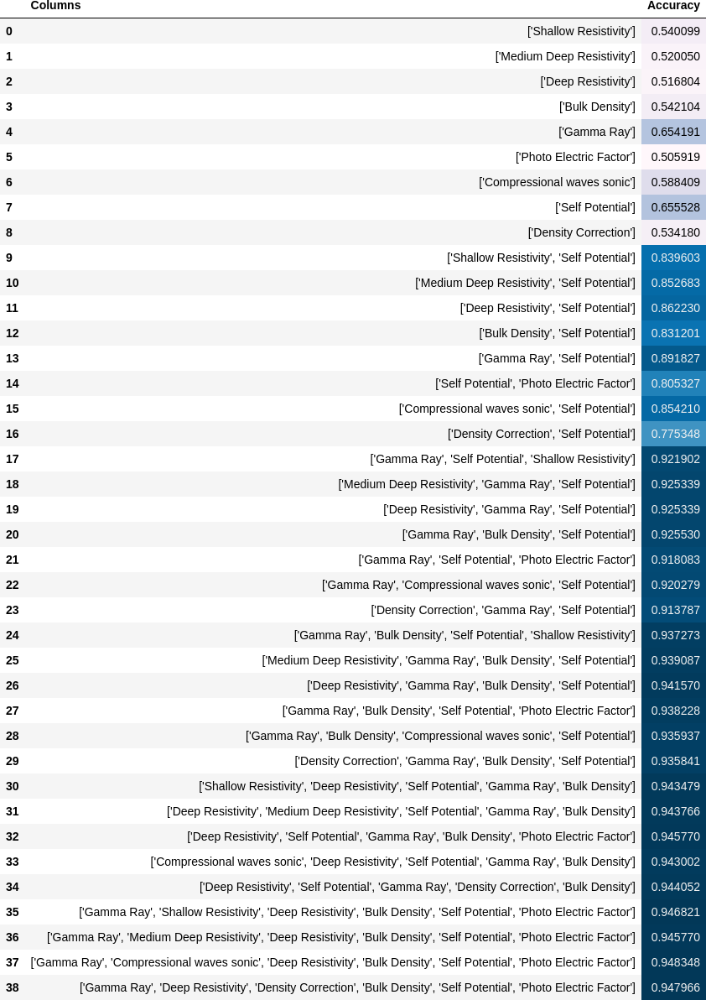 Columns Accuracy
0 ['Shallow Resistivity'] 0.540099
1 ['Medium Deep Resistivity'] 0.520050
2 ['Deep Resistivity'] 0.516804
3 ['Bulk Density'] 0.542104
4 ['Gamma Ray'] 0.654191
5 ['Photo Electric Factor'] 0.505919
6 ['Compressional waves sonic'] 0.588409
7 ['Self Potential'] 0.655528
8 ['Density Correction'] 0.534180
9 ['Shallow Resistivity', 'Self Potential'] 0.839603
10 ['Medium Deep Resistivity', 'Self Potential'] 0.852683
11 ['Deep Resistivity', 'Self Potential'] 0.862230
12 ['Bulk Density', 'Self Potential'] 0.831201
13 ['Gamma Ray', 'Self Potential'] 0.891827
14 ['Self Potential', 'Photo Electric Factor'] 0.805327
15 ['Compressional waves sonic', 'Self Potential'] 0.854210
16 ['Density Correction', 'Self Potential'] 0.775348
17 ['Gamma Ray', 'Self Potential', 'Shallow Resistivity'] 0.921902
18 ['Medium Deep Resistivity', 'Gamma Ray', 'Self Potential'] 0.925339
19 ['Deep Resistivity', 'Gamma Ray', 'Self Potential'] 0.925339
20 ['Gamma Ray', 'Bulk Density', 'Self Potential'] 0.925530
21 ['Gamma Ray', 'Self Potential', 'Photo Electric Factor'] 0.918083
22 ['Gamma Ray', 'Compressional waves sonic', 'Self Potential'] 0.920279
23 ['Density Correction', 'Gamma Ray', 'Self Potential'] 0.913787
24 ['Gamma Ray', 'Bulk Density', 'Self Potential', 'Shallow Resistivity'] 0.937273
25 ['Medium Deep Resistivity', 'Gamma Ray', 'Bulk Density', 'Self Potential'] 0.939087
26 ['Deep Resistivity', 'Gamma Ray', 'Bulk Density', 'Self Potential'] 0.941570
27 ['Gamma Ray', 'Bulk Density', 'Self Potential', 'Photo Electric Factor'] 0.938228
28 ['Gamma Ray', 'Bulk Density', 'Compressional waves sonic', 'Self Potential'] 0.935937
29 ['Density Correction', 'Gamma Ray', 'Bulk Density', 'Self Potential'] 0.935841
30 ['Shallow Resistivity', 'Deep Resistivity', 'Self Potential', 'Gamma Ray', 'Bulk Density'] 0.943479
31 ['Deep Resistivity', 'Medium Deep Resistivity', 'Self Potential', 'Gamma Ray', 'Bulk Density'] 0.943766
32 ['Deep Resistivity', 'Self Potential', 'Gamma Ray', 'Bulk Density', 'Photo Electric Factor'] 0.945770
33 ['Compressional waves sonic', 'Deep Resistivity', 'Self Potential', 'Gamma Ray', 'Bulk Density'] 0.943002
34 ['Deep Resistivity', 'Self Potential', 'Gamma Ray', 'Density Correction', 'Bulk Density'] 0.944052
35 ['Gamma Ray', 'Shallow Resistivity', 'Deep Resistivity', 'Bulk Density', 'Self Potential', 'Photo Electric Factor'] 0.946821
36 ['Gamma Ray', 'Medium Deep Resistivity', 'Deep Resistivity', 'Bulk Density', 'Self Potential', 'Photo Electric Factor'] 0.945770
37 ['Gamma Ray', 'Compressional waves sonic', 'Deep Resistivity', 'Bulk Density', 'Self Potential', 'Photo Electric Factor'] 0.948348
38 ['Gamma Ray', 'Deep Resistivity', 'Density Correction', 'Bulk Density', 'Self Potential', 'Photo Electric Factor'] 0.947966